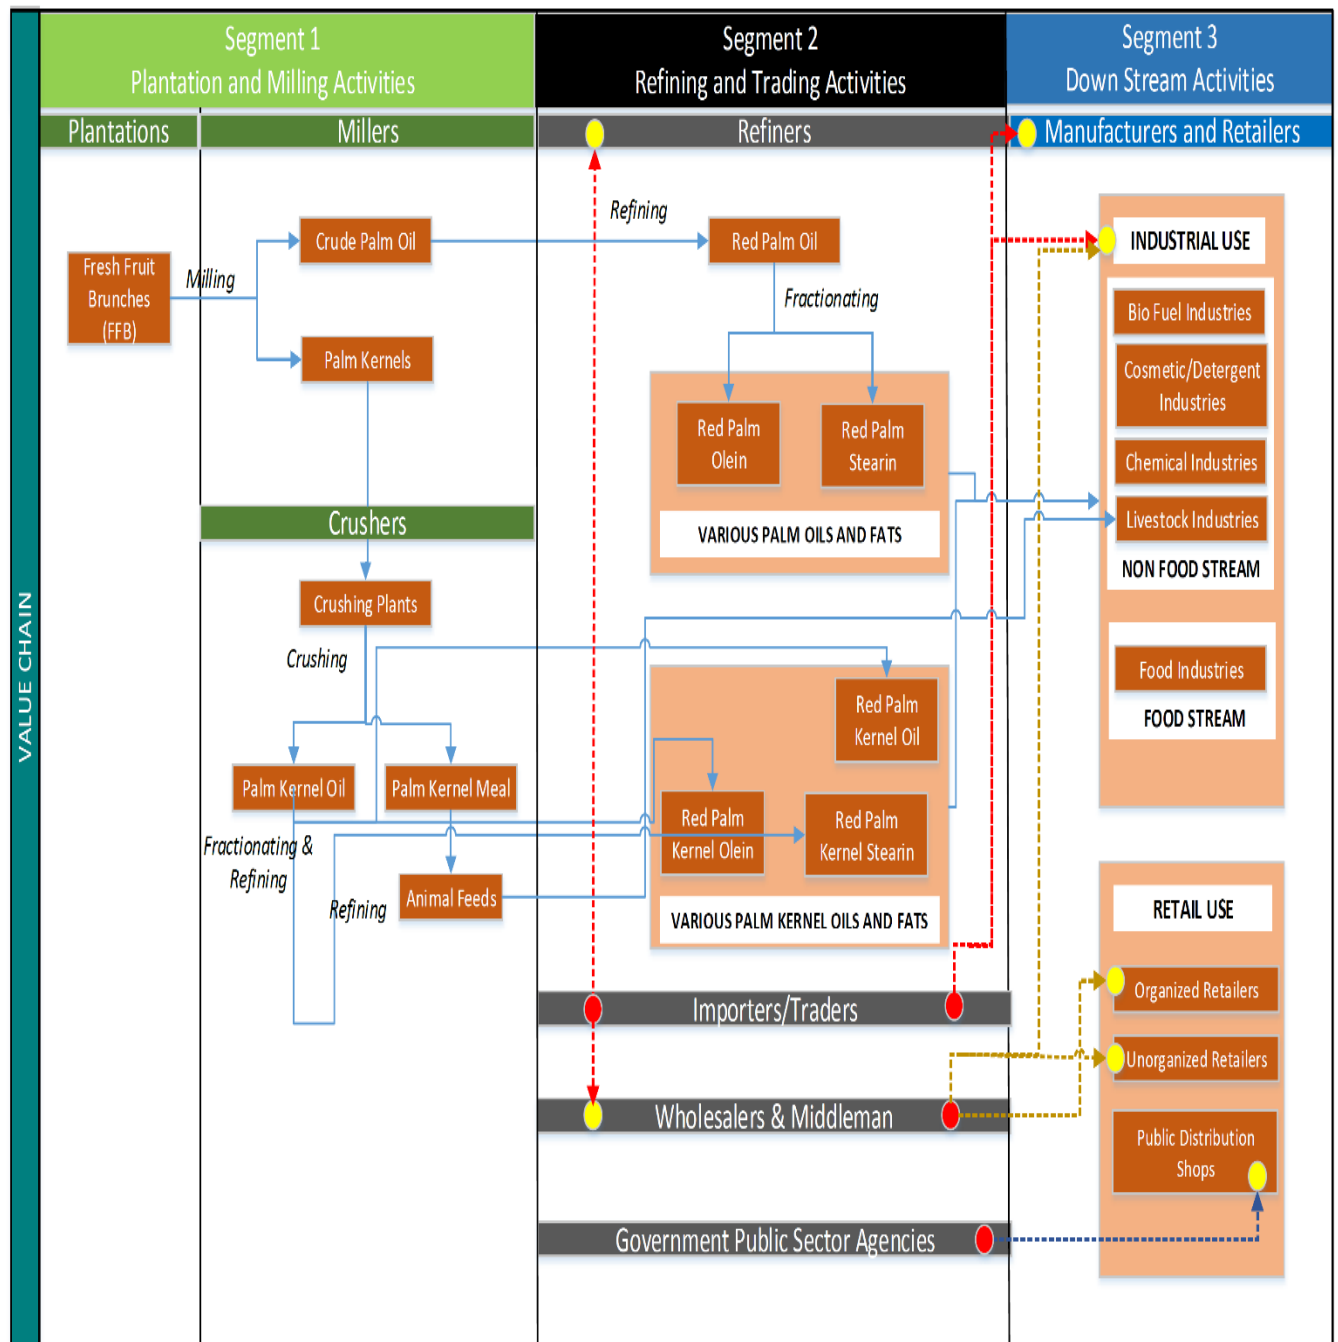 VALUE CHAIN
Segment 1
Plantation and Milling Activities
Segment 2
Refining and Trading Activities
Segment 3
Down Stream Activities
Plantations
Millers
Refiners
Manufacturers and Retailers
Fresh Fruit
Brunches
(FFB)
Milling
Crude Palm Oil
Palm Kernels
Crushers
Crushing Plants
Crushing
Palm Kernel Oil
Palm Kernel Meal
Fractionating &
Refining
Refining
Animal Feeds
Refining
Red Palm Oil
Fractionating
Red Palm
Olein
Red Palm
Stearin
VARIOUS PALM OILS AND FATS
Red Palm
Kernel Oil
Red Palm
Kernel Olein
Red Palm
Kernel Stearin
VARIOUS PALM KERNEL OILS AND FATS
Importers/Traders
Wholesalers & Middleman
Government Public Sector Agencies
INDUSTRIAL USE
Bio Fuel Industries
Cosmetic/Detergent
Industries
Chemical Industries
Livestock Industries
NON FOOD STREAM
Food Industries
FOOD STREAM
RETAIL USE
Organized Retailers
Unorganized Retailers
Public Distribution
Shops